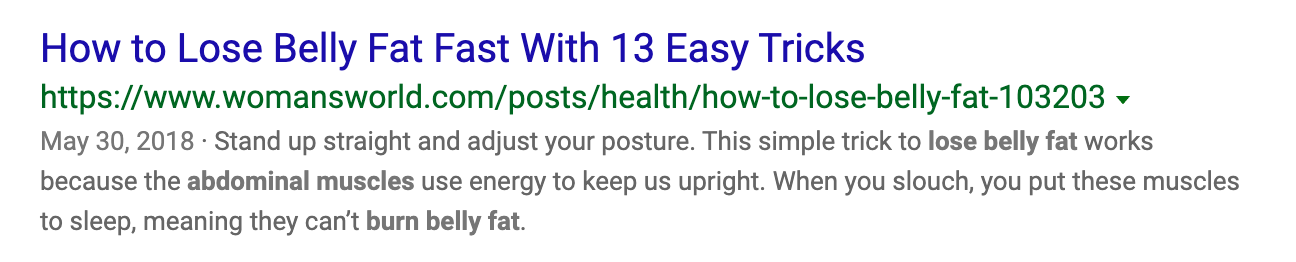 How to Lose Belly Fat Fast With 13 Easy Tricks
https://www.womansworld.com/posts/health/how-to-lose-belly-fat-103203
May 30, 2018 · Stand up straight and adjust your posture. This simple trick to lose belly fat works
because the abdominal muscles use energy to keep us upright. When you slouch, you put these muscles
to sleep, meaning they can’t burn belly fat.